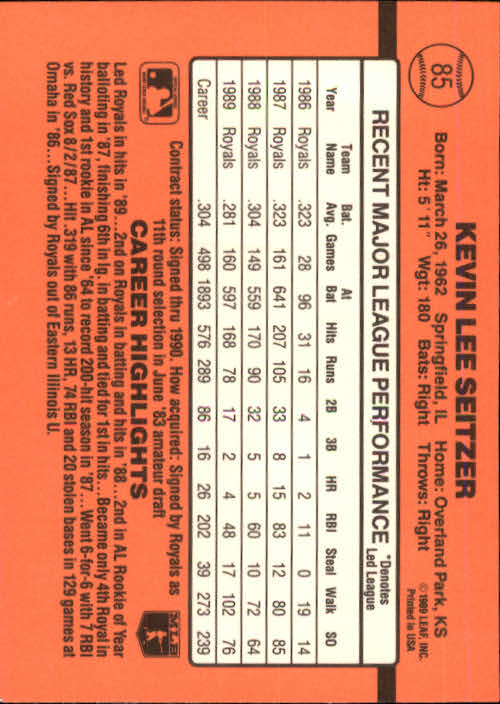 85
KEVIN LEE SEITZER
Born: March 26, 1962 Springfield, IL Home: Overland Park, KS
Ht: 5'11" Wgt: 180 Bats: Right Throws: Right
© 1989 LEAF, INC.
Printed in USA
RECENT MAJOR LEAGUE PERFORMANCE *Denotes Led League
Year Team Name Bat. Avg. Games At Bat Hits Runs 2B 3B HR RBI Steal Walk SO
1986 Royals .323 28 96 31 16 4 1 2 11 0 19 14
1987 Royals .323 161 641 207 105 33 8 15 83 12 80 85
1988 Royals .304 149 559 170 90 32 5 5 60 10 72 64
1989 Royals .281 160 597 168 78 17 2 4 48 17 102 76
Career .304 498 1893 576 289 86 16 26 202 39 273 239
Contract status: Signed thru 1990. How acquired: Signed by Royals as
11th round selection in June '83 amateur draft
CAREER HIGHLIGHTS
MLB
Led Royals in hits in '89...2nd on Royals in batting and hits in '88...2nd in AL Rookie of Year
balloting in '87, finishing 6th in lg. in batting and tied for 1st in hits...Became only 4th Royal in
history and 1st rookie in AL since '64 to record 200-hit season in '87...Went 6-for-6 with 7 RBI
vs. Red Sox 8/2/87...Hit .319 with 86 runs, 13 HR, 74 RBI and 20 stolen bases in 129 games at
Omaha in '86...Signed by Royals out of Eastern Illinois U.